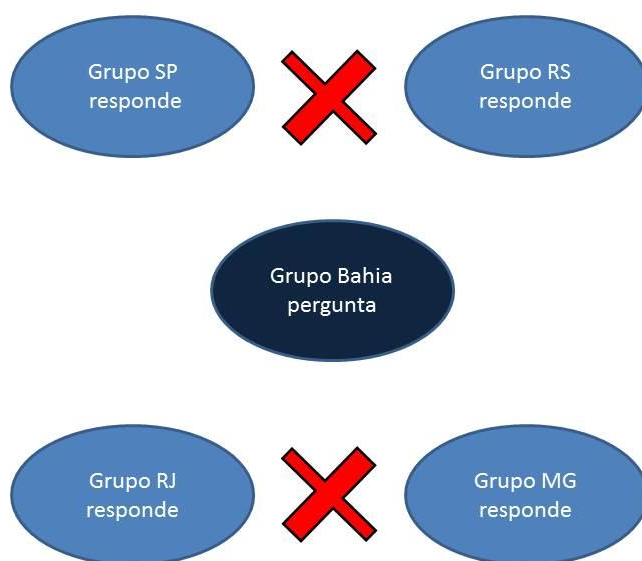 Grupo SP
responde
Grupo RS
responde
Grupo Bahia
pergunta
Grupo RJ
responde
Grupo MG
responde